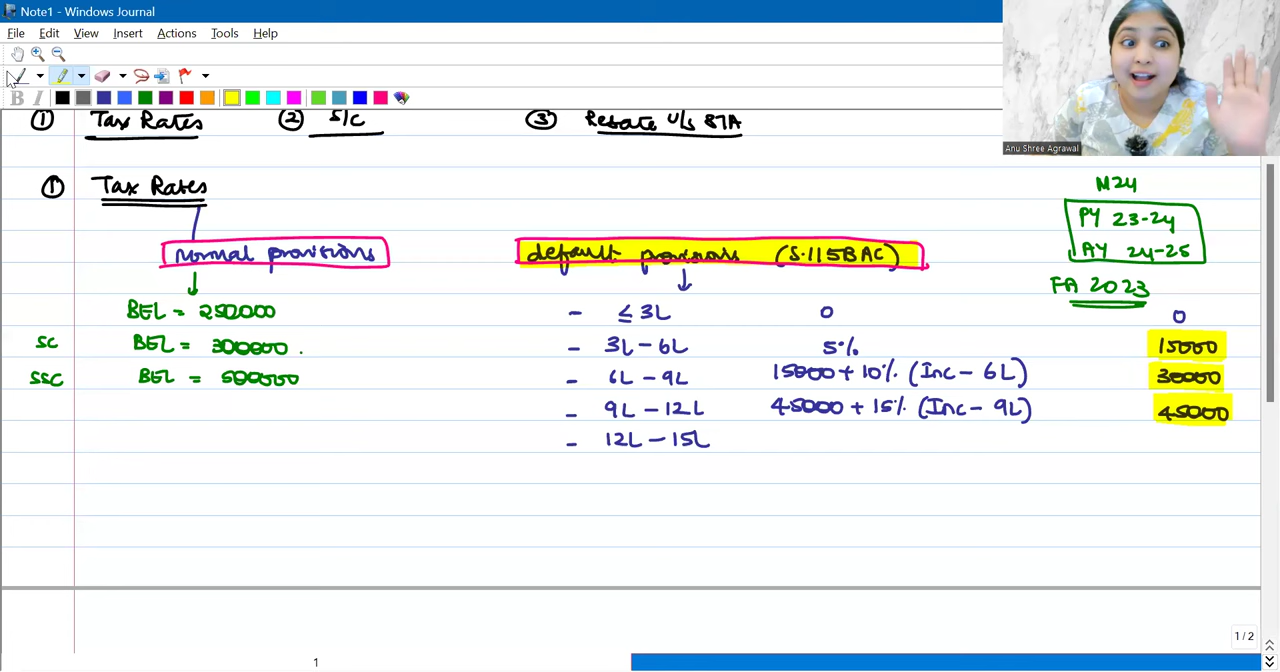 Note1 - Windows Journal
File Edit View Insert Actions Tools Help
B I
Anu Shree Agrawal
① Tax Rates ② S/C ③ Rebate u/s 87A
① Tax Rates
M24
PY 23-24
AY 24-25
FA 2023
normal provisions default provisions (S.115BAC)
BEL = 250000 - ≤ 3L 0 0
SC BEL = 300000 - 3L - 6L 5% 15000
SSC BEL = 500000 - 6L - 9L 15000 + 10% (Inc - 6L) 30000
- 9L - 12L 45000 + 15% (Inc - 9L) 45000
- 12L - 15L
1 / 2
1